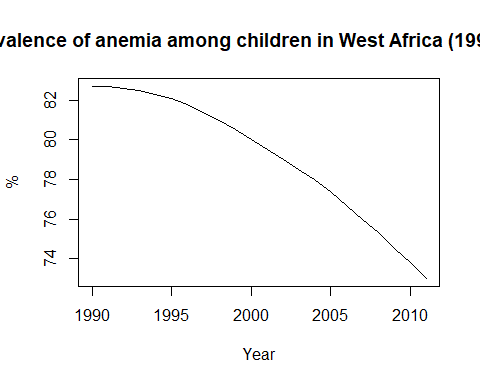 valence of anemia among children in West Africa (199
%
82
80
78
76
74
1990 1995 2000 2005 2010
Year